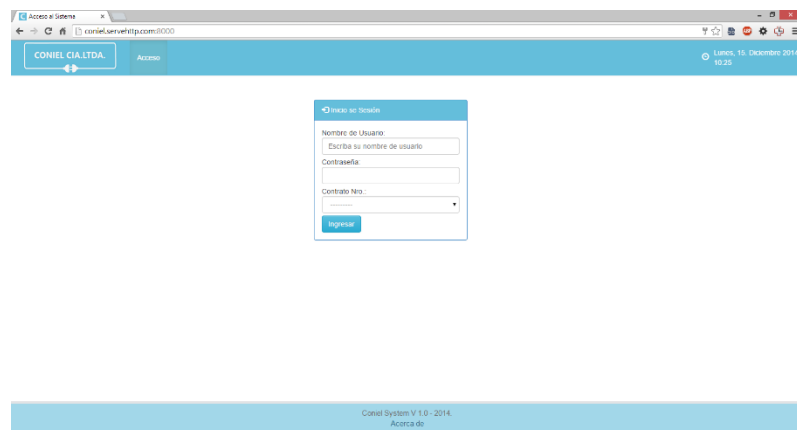 Acceso al Sistema
coniel.servehttp.com:8000
CONIEL CIA.LTDA.
Acceso
Lunes, 15, Diciembre 2014
10:25
Inicio se Sesión
Nombre de Usuario:
Escriba su nombre de usuario
Contraseña:
Contrato Nro.:
---------
Ingresar
Coniel System V 1.0 - 2014.
Acerca de